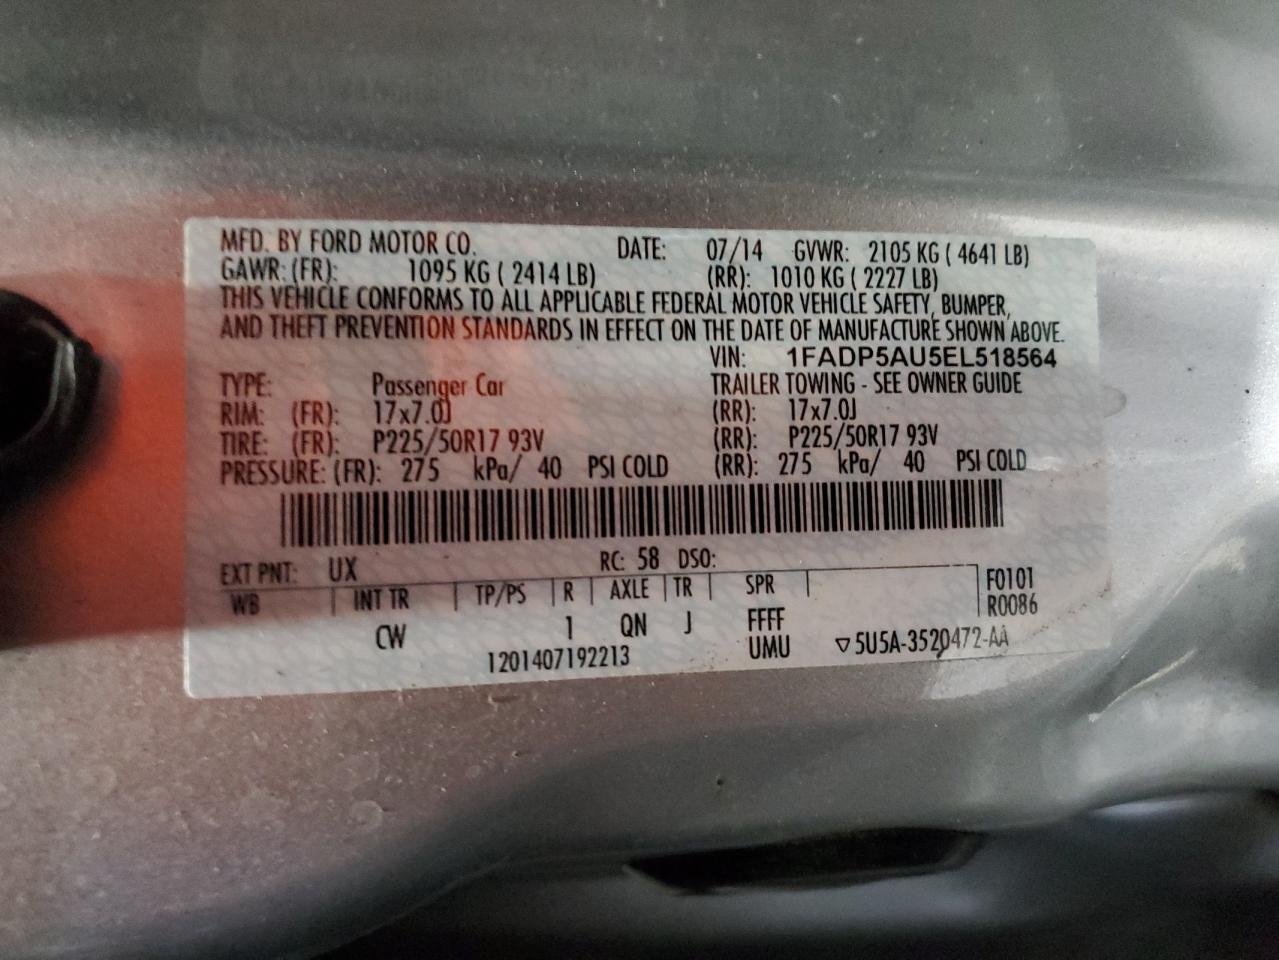 MFD. BY FORD MOTOR CO. DATE: 07/14 GVWR: 2105 KG ( 4641 LB)
GAWR: (FR): 1095 KG ( 2414 LB) (RR): 1010 KG ( 2227 LB)
THIS VEHICLE CONFORMS TO ALL APPLICABLE FEDERAL MOTOR VEHICLE SAFETY, BUMPER,
AND THEFT PREVENTION STANDARDS IN EFFECT ON THE DATE OF MANUFACTURE SHOWN ABOVE.
VIN: 1FADP5AU5EL518564
TYPE: Passenger Car TRAILER TOWING - SEE OWNER GUIDE
RIM: (FR): 17x7.0J (RR): 17x7.0J
TIRE: (FR): P225/50R17 93V (RR): P225/50R17 93V
PRESSURE: (FR): 275 kPa/ 40 PSI COLD (RR): 275 kPa/ 40 PSI COLD
EXT PNT: UX RC: 58 DSO:
WB INT TR TP/PS R AXLE TR SPR F0101
R0086
CW 1 QN J FFFF
1201407192213 UMU ▽5U5A-3520472-AA